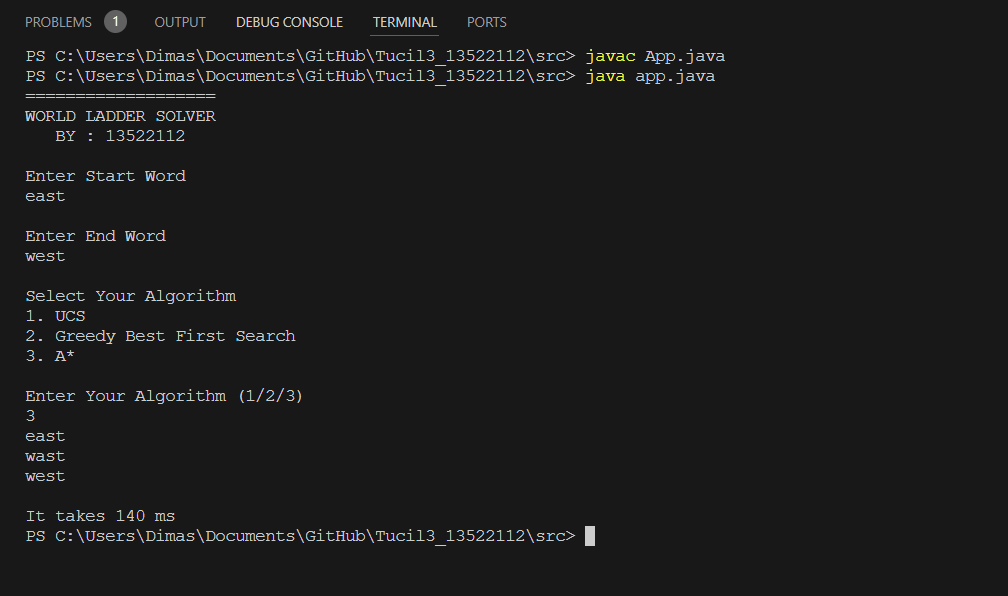 PROBLEMS 1 OUTPUT DEBUG CONSOLE TERMINAL PORTS
PS C:\Users\Dimas\Documents\GitHub\Tucil3_13522112\src> javac App.java
PS C:\Users\Dimas\Documents\GitHub\Tucil3_13522112\src> java app.java
===================
WORLD LADDER SOLVER
   BY : 13522112

Enter Start Word
east

Enter End Word
west

Select Your Algorithm
1. UCS
2. Greedy Best First Search
3. A*

Enter Your Algorithm (1/2/3)
3
east
wast
west

It takes 140 ms
PS C:\Users\Dimas\Documents\GitHub\Tucil3_13522112\src>